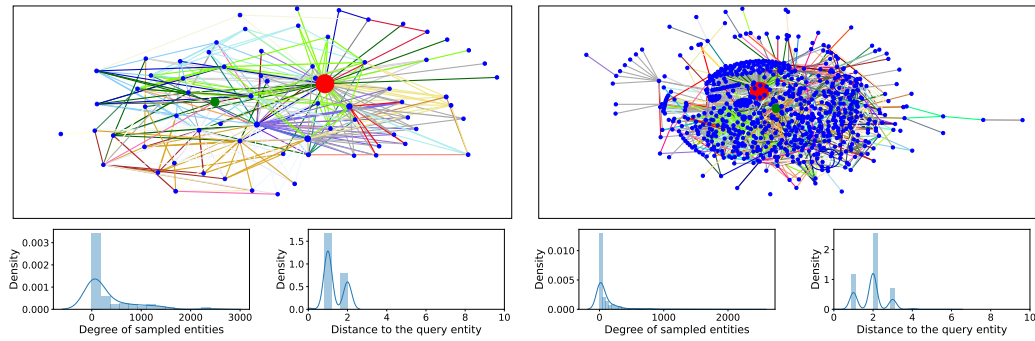 0.003
0.002
0.001
0.000
Density
0 1000 2000 3000
Degree of sampled entities
1.5
1.0
0.5
0.0
Density
0 2 4 6 8 10
Distance to the query entity
0.010
0.005
0.000
Density
0 2000
Degree of sampled entities
2
1
0
Density
0 2 4 6 8 10
Distance to the query entity